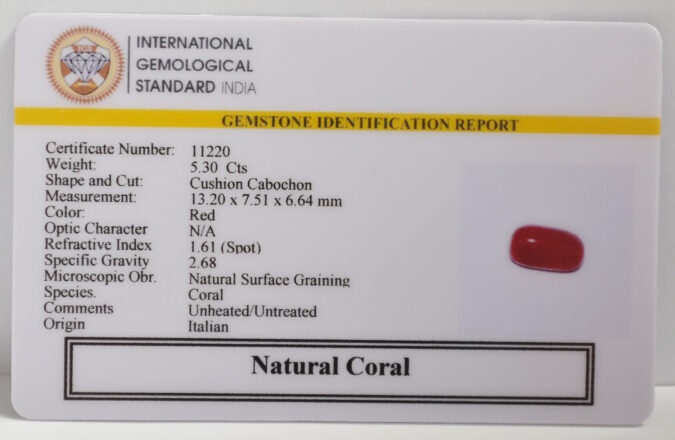 INTERNATIONAL
GEMOLOGICAL
STANDARD INDIA
GEMSTONE IDENTIFICATION REPORT
Certificate Number: 11220
Weight: 5.30 Cts
Shape and Cut: Cushion Cabochon
Measurement: 13.20 x 7.51 x 6.64 mm
Color: Red
Optic Character N/A
Refractive Index 1.61 (Spot)
Specific Gravity 2.68
Microscopic Obr. Natural Surface Graining
Species. Coral
Comments Unheated/Untreated
Origin Italian
Natural Coral